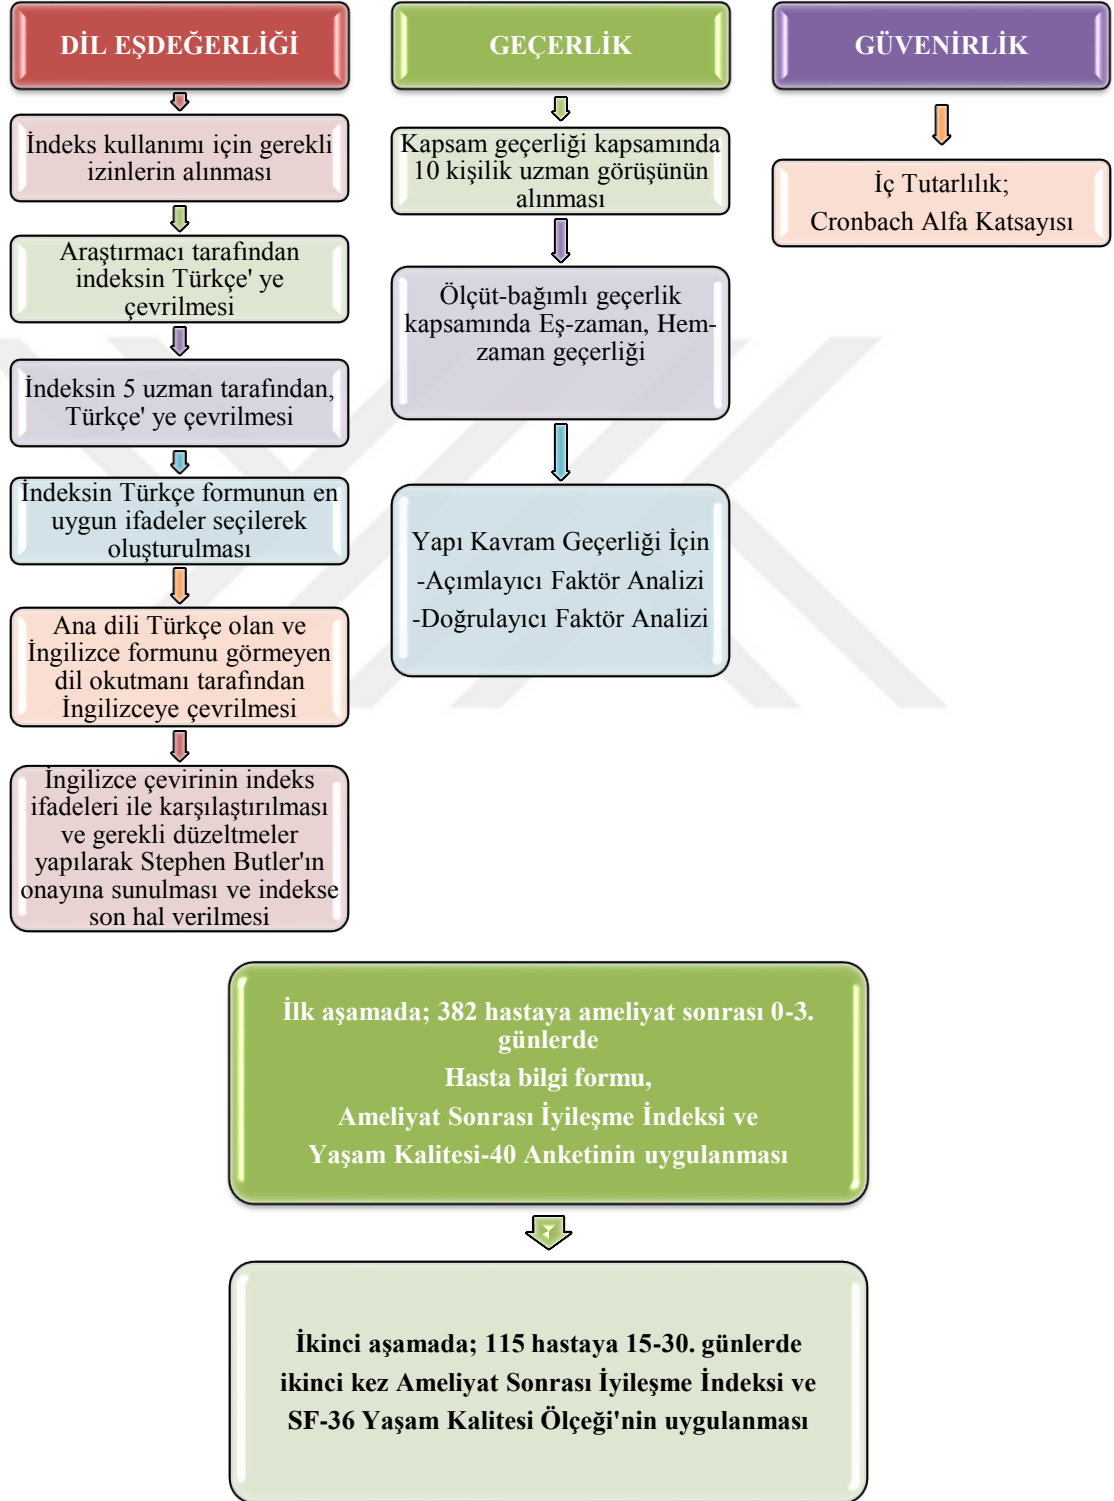 DİL EŞDEĞERLİĞİ
İndeks kullanımı için gerekli
izinlerin alınması
Araştırmacı tarafından
indeksin Türkçe' ye
çevrilmesi
İndeksin 5 uzman tarafından,
Türkçe' ye çevrilmesi
İndeksin Türkçe formunun en
uygun ifadeler seçilerek
oluşturulması
Ana dili Türkçe olan ve
İngilizce formunu görmeyen
dil okutmanı tarafından
İngilizceye çevrilmesi
İngilizce çevirinin indeks
ifadeleri ile karşılaştırılması
ve gerekli düzeltmeler
yapılarak Stephen Butler'ın
onayına sunulması ve indekse
son hal verilmesi
GEÇERLİK
Kapsam geçerliği kapsamında
10 kişilik uzman görüşünün
alınması
Ölçüt-bağımlı geçerlik
kapsamında Eş-zaman, Hem-
zaman geçerliği
Yapı Kavram Geçerliği İçin
-Açımlayıcı Faktör Analizi
-Doğrulayıcı Faktör Analizi
GÜVENİRLİK
İç Tutarlılık;
Cronbach Alfa Katsayısı
İlk aşamada; 382 hastaya ameliyat sonrası 0-3.
günlerde
Hasta bilgi formu,
Ameliyat Sonrası İyileşme İndeksi ve
Yaşam Kalitesi-40 Anketinin uygulanması
İkinci aşamada; 115 hastaya 15-30. günlerde
ikinci kez Ameliyat Sonrası İyileşme İndeksi ve
SF-36 Yaşam Kalitesi Ölçeği'nin uygulanması